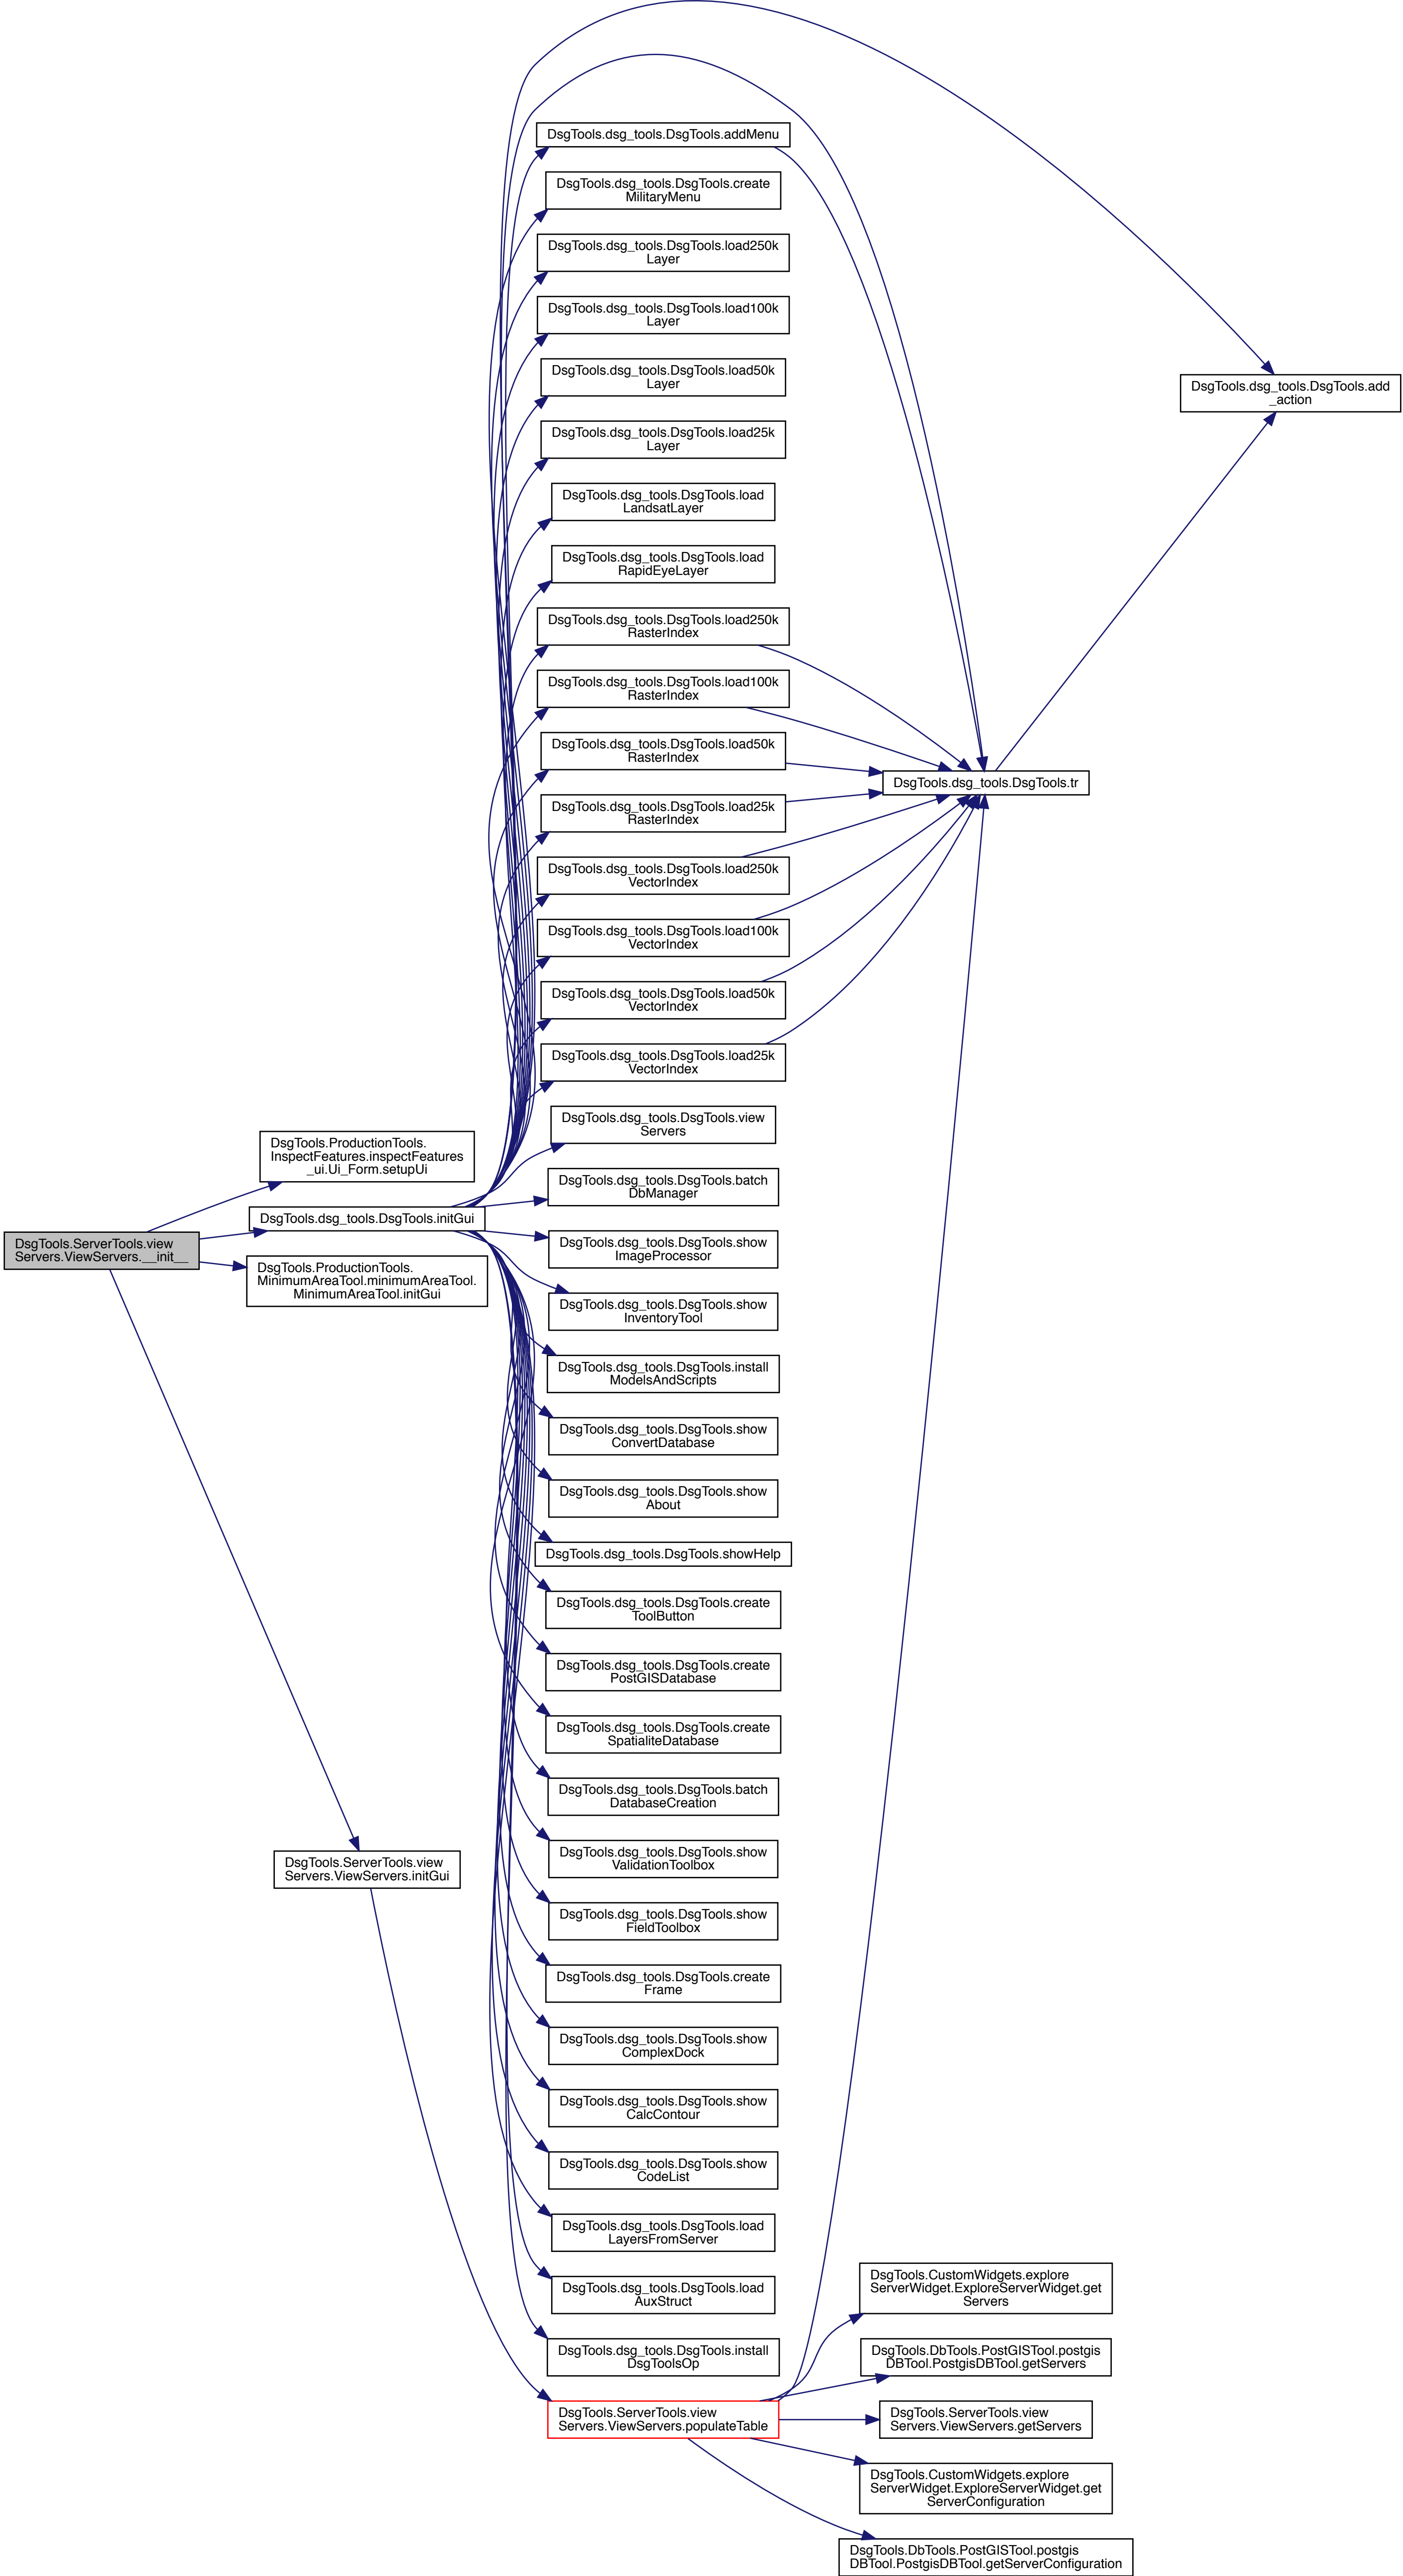 DsgTools.dsg_tools.DsgTools.addMenu
DsgTools.dsg_tools.DsgTools.create
MilitaryMenu
DsgTools.dsg_tools.DsgTools.load250k
Layer
DsgTools.dsg_tools.DsgTools.load100k
Layer
DsgTools.dsg_tools.DsgTools.load50k
Layer
DsgTools.dsg_tools.DsgTools.add
_action
DsgTools.dsg_tools.DsgTools.load25k
Layer
DsgTools.dsg_tools.DsgTools.load
LandsatLayer
DsgTools.dsg_tools.DsgTools.load
RapidEyeLayer
DsgTools.dsg_tools.DsgTools.load250k
RasterIndex
DsgTools.dsg_tools.DsgTools.load100k
RasterIndex
DsgTools.dsg_tools.DsgTools.load50k
RasterIndex
DsgTools.dsg_tools.DsgTools.tr
DsgTools.dsg_tools.DsgTools.load25k
RasterIndex
DsgTools.dsg_tools.DsgTools.load250k
VectorIndex
DsgTools.dsg_tools.DsgTools.load100k
VectorIndex
DsgTools.dsg_tools.DsgTools.load50k
VectorIndex
DsgTools.dsg_tools.DsgTools.load25k
VectorIndex
DsgTools.dsg_tools.DsgTools.view
Servers
DsgTools.ProductionTools.
InspectFeatures.inspectFeatures
_ui.Ui_Form.setupUi
DsgTools.dsg_tools.DsgTools.batch
DbManager
DsgTools.dsg_tools.DsgTools.initGui
DsgTools.ServerTools.view
Servers.ViewServers.__init__
DsgTools.dsg_tools.DsgTools.show
ImageProcessor
DsgTools.ProductionTools.
MinimumAreaTool.minimumAreaTool.
MinimumAreaTool.initGui
DsgTools.dsg_tools.DsgTools.show
InventoryTool
DsgTools.dsg_tools.DsgTools.install
ModelsAndScripts
DsgTools.dsg_tools.DsgTools.show
ConvertDatabase
DsgTools.dsg_tools.DsgTools.show
About
DsgTools.dsg_tools.DsgTools.showHelp
DsgTools.dsg_tools.DsgTools.create
ToolButton
DsgTools.dsg_tools.DsgTools.create
PostGISDatabase
DsgTools.dsg_tools.DsgTools.create
SpatialiteDatabase
DsgTools.dsg_tools.DsgTools.batch
DatabaseCreation
DsgTools.dsg_tools.DsgTools.show
ValidationToolbox
DsgTools.ServerTools.view
Servers.ViewServers.initGui
DsgTools.dsg_tools.DsgTools.show
FieldToolbox
DsgTools.dsg_tools.DsgTools.create
Frame
DsgTools.dsg_tools.DsgTools.show
ComplexDock
DsgTools.dsg_tools.DsgTools.show
CalcContour
DsgTools.dsg_tools.DsgTools.show
CodeList
DsgTools.dsg_tools.DsgTools.load
LayersFromServer
DsgTools.dsg_tools.DsgTools.load
AuxStruct
DsgTools.CustomWidgets.explore
ServerWidget.ExploreServerWidget.get
Servers
DsgTools.dsg_tools.DsgTools.install
DsgToolsOp
DsgTools.DbTools.PostGISTool.postgis
DBTool.PostgisDBTool.getServers
DsgTools.ServerTools.view
Servers.ViewServers.populateTable
DsgTools.ServerTools.view
Servers.ViewServers.getServers
DsgTools.CustomWidgets.explore
ServerWidget.ExploreServerWidget.get
ServerConfiguration
DsgTools.DbTools.PostGISTool.postgis
DBTool.PostgisDBTool.getServerConfiguration